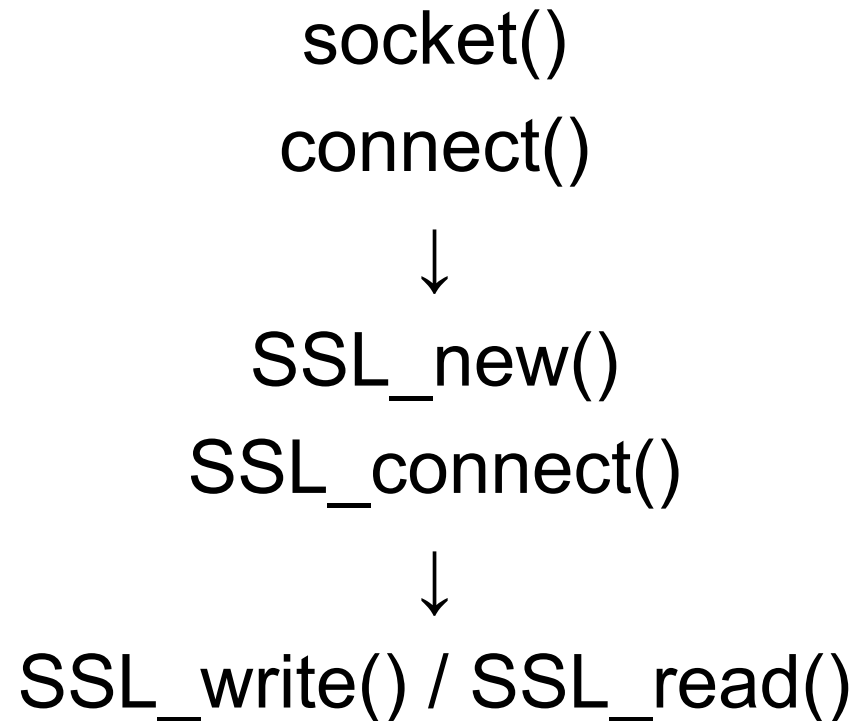 socket()
connect()
↓
SSL_new()
SSL_connect()
↓
SSL_write() / SSL_read()